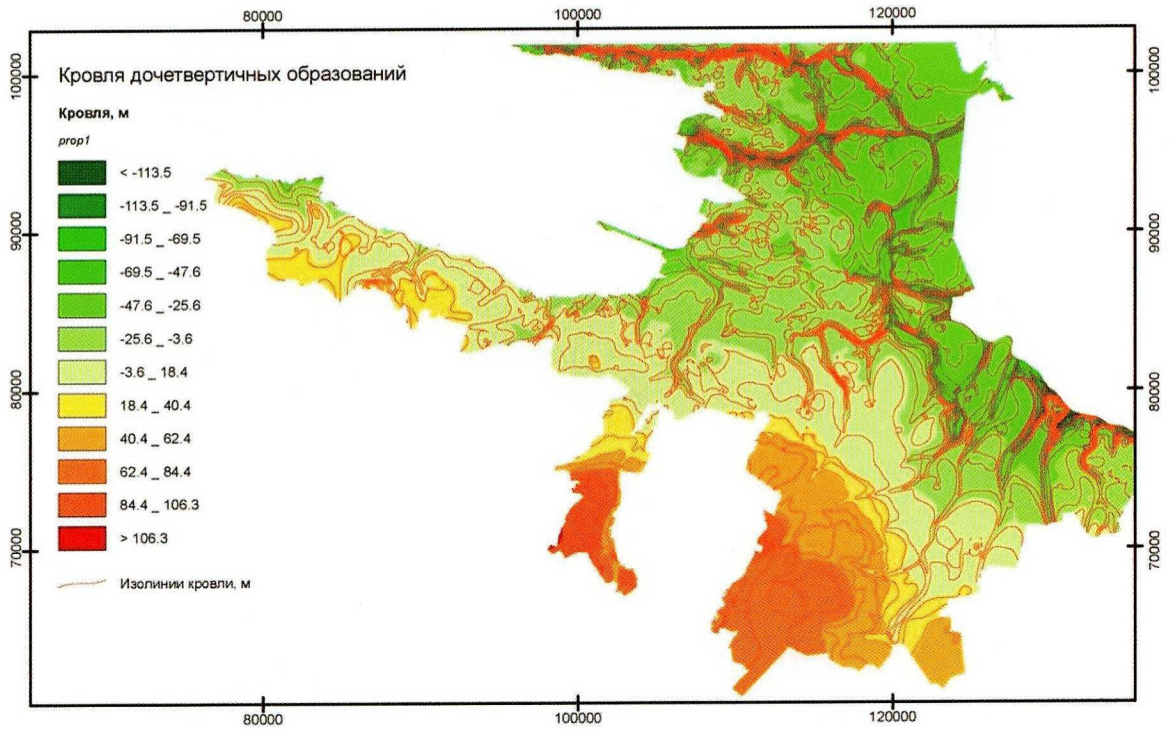 80000
100000
120000
100000
90000
80000
70000
Кровля дочетвертичных образований
Кровля, м
prop1
< -113.5
-113.5 _ -91.5
-91.5 _ -69.5
-69.5 _ -47.6
-47.6 _ -25.6
-25.6 _ -3.6
-3.6 _ 18.4
18.4 _ 40.4
40.4 _ 62.4
62.4 _ 84.4
84.4 _ 106.3
> 106.3
Изолинии кровли, м
100000
90000
80000
70000
80000
100000
120000